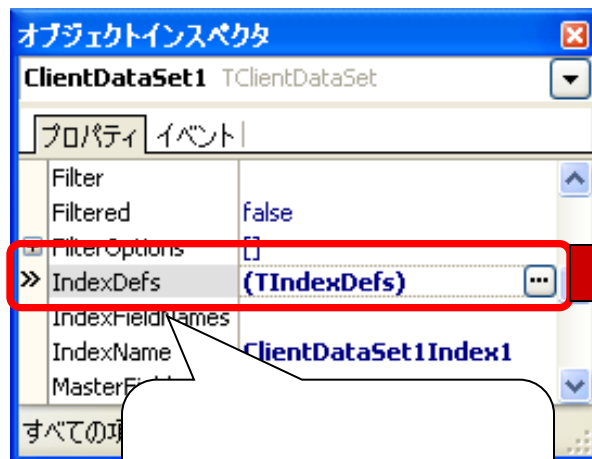 オブジェクトインスペクタ
ClientDataSet1 TClientDataSet
プロパティ イベント
Filter
Filtered false
FilterOptions []
IndexDefs (TIndexDefs)
IndexFieldNames
IndexName ClientDataSet1Index1
すべての